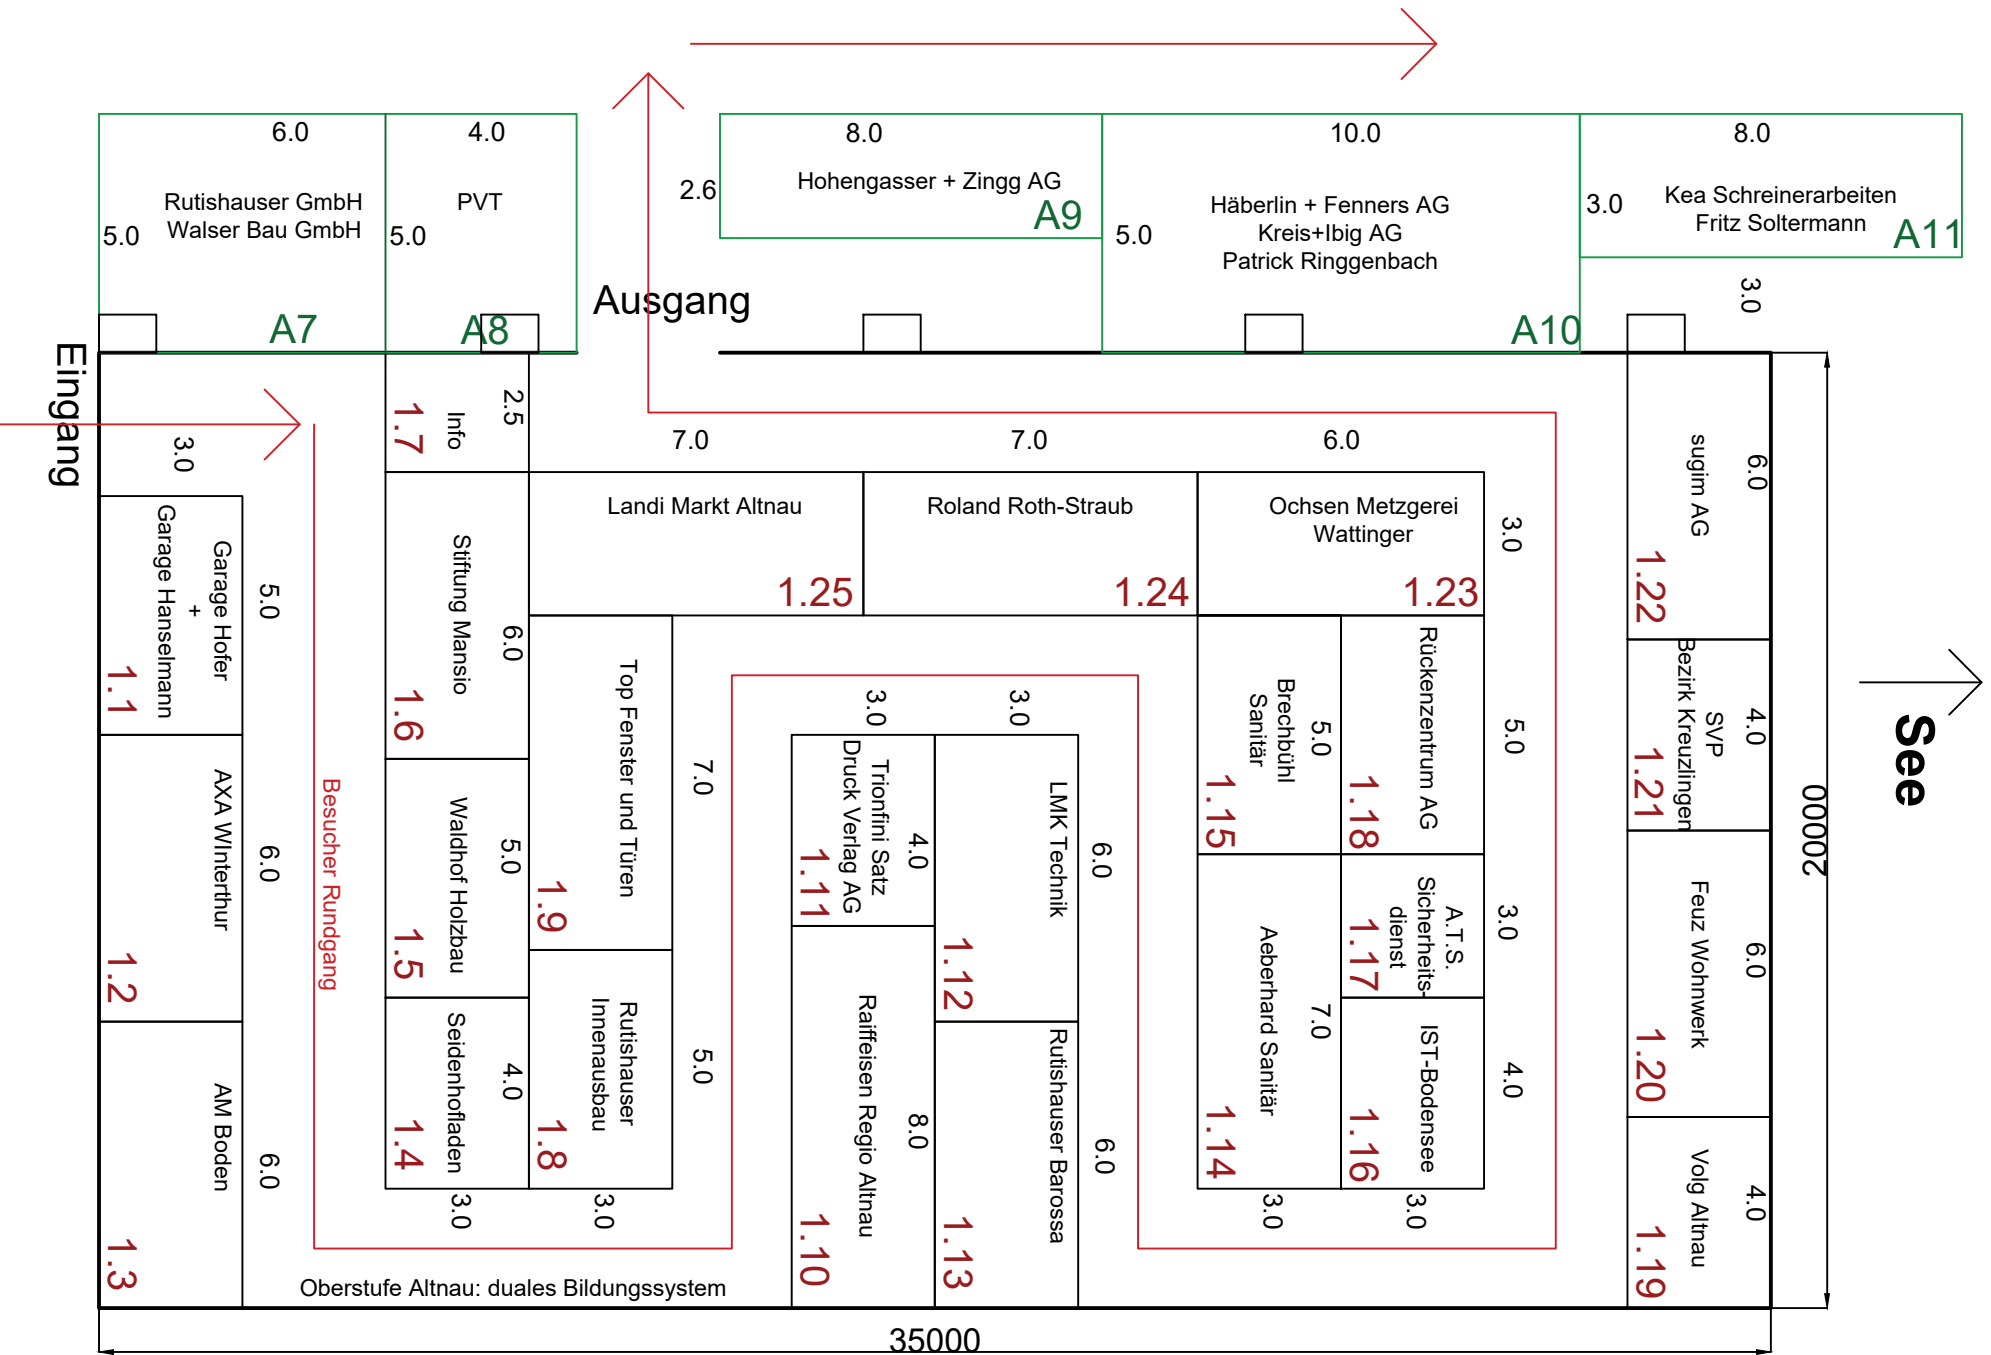 6.0
Rutishauser GmbH
Walser Bau GmbH
5.0
A7
4.0
PVT
5.0
A8
Ausgang
8.0
2.6
Hohengasser + Zingg AG
A9
10.0
5.0
Häberlin + Fenners AG
Kreis+Ibig AG
Patrick Ringgenbach
A10
8.0
3.0
Kea Schreinerarbeiten
Fritz Soltermann
A11
3.0
Eingang
3.0
Garage Hofer
+
Garage Hanselmann
5.0
1.1
AXA WInterthur
6.0
1.2
AM Boden
6.0
1.3
Besucher Rundgang
2.5
Info
1.7
6.0
Stiftung Mansio
1.6
5.0
Waldhof Holzbau
1.5
4.0
Seidenhofladen
1.4
3.0
7.0
Landi Markt Altnau
1.25
7.0
Roland Roth-Straub
1.24
6.0
Ochsen Metzgerei
Wattinger
1.23
3.0
Top Fenster und Türen
7.0
1.9
Rutishauser
Innenausbau
5.0
1.8
3.0
3.0
4.0
Trionfini Satz
Druck Verlag AG
1.11
8.0
Raiffeisen Regio Altnau
1.10
3.0
LMK Technik
6.0
1.12
Rutishauser Barossa
6.0
1.13
5.0
Brechbühl
Sanitär
1.15
7.0
Aeberhard Sanitär
1.14
3.0
Rückenzentrum AG
5.0
1.18
A.T.S.
Sicherheits-
dienst
3.0
1.17
IST-Bodensee
4.0
1.16
3.0
6.0
sugim AG
1.22
4.0
SVP
Bezirk Kreuzlingen
1.21
6.0
Feuz Wohnwerk
1.20
4.0
Volg Altnau
1.19
20000
See
Oberstufe Altnau: duales Bildungssystem
35000